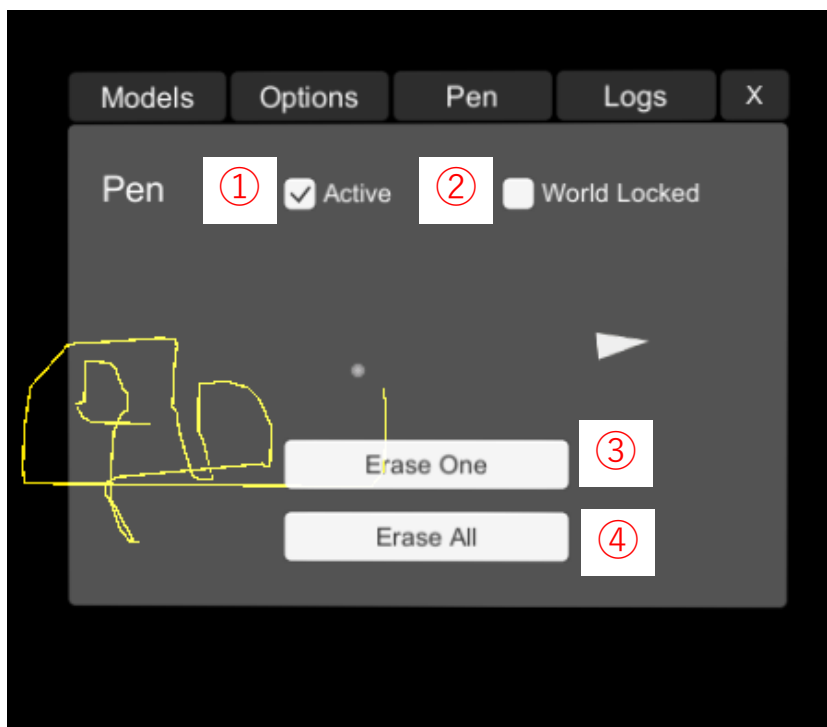 Models Options Pen Logs X
Pen ① Active ② World Locked
Erase One ③
Erase All ④